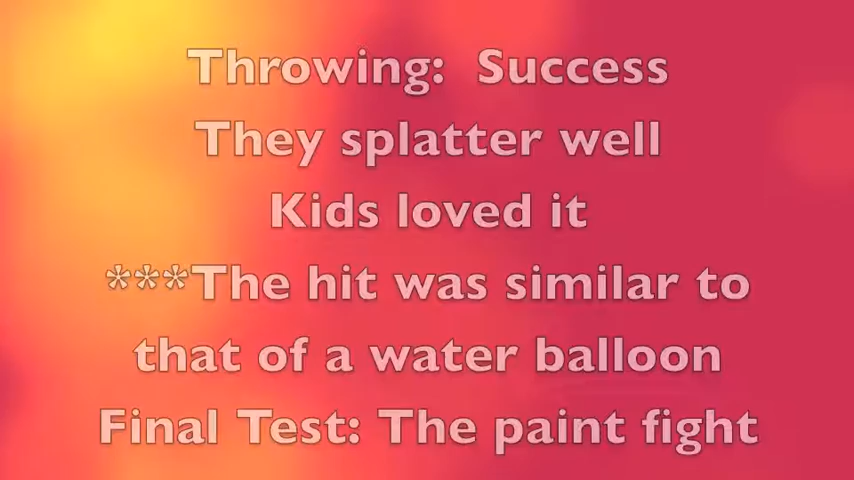 Throwing:  Success
They splatter well
Kids loved it
***The hit was similar to
that of a water balloon
Final Test: The paint fight